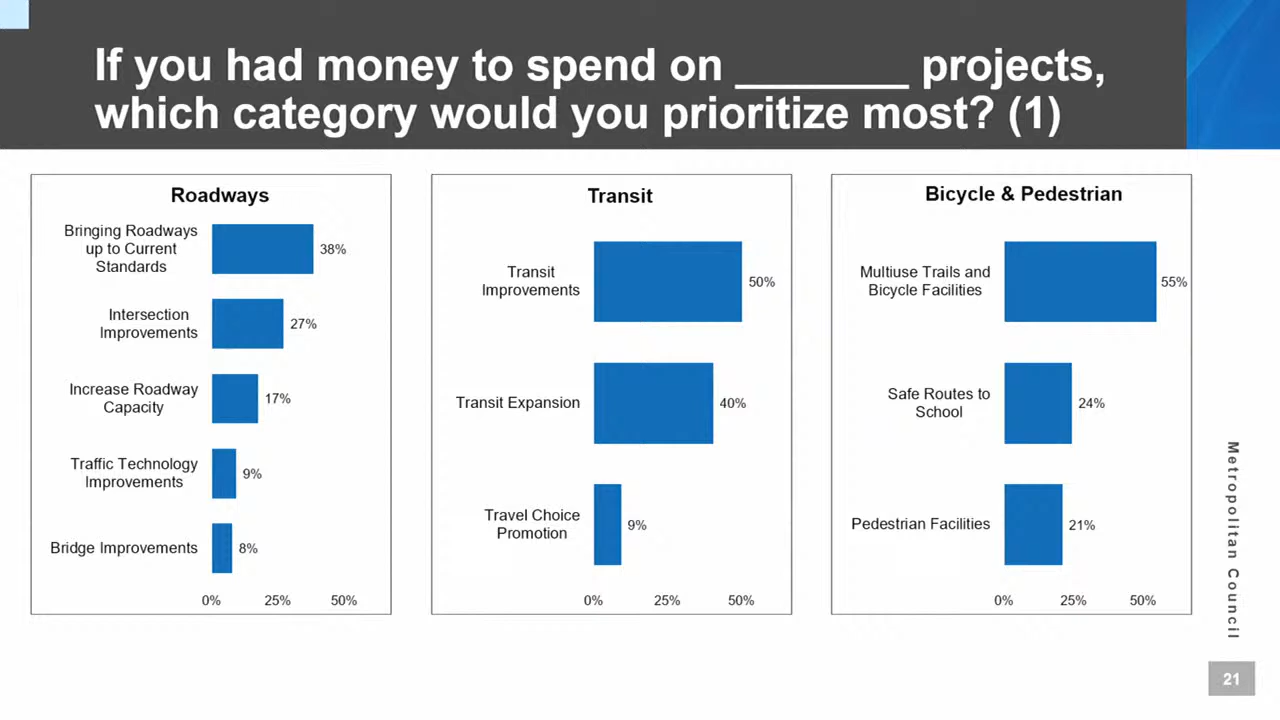 If you had money to spend on _______ projects,
which category would you prioritize most? (1)
Roadways
Bringing Roadways
up to Current
Standards
38%
Intersection
Improvements
27%
Increase Roadway
Capacity
17%
Traffic Technology
Improvements
9%
Bridge Improvements
8%
0% 25% 50%
Transit
Transit
Improvements
50%
Transit Expansion
40%
Travel Choice
Promotion
9%
0% 25% 50%
Bicycle & Pedestrian
Multiuse Trails and
Bicycle Facilities
55%
Safe Routes to
School
24%
Pedestrian Facilities
21%
0% 25% 50%
Metropolitan Council
21